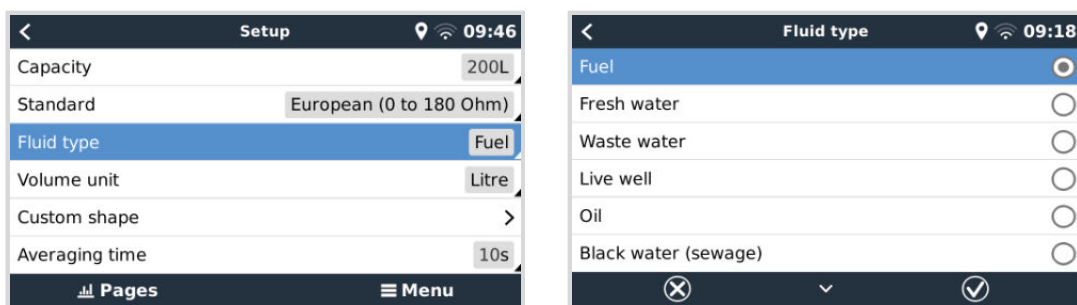 Setup 09:46
Capacity 200L
Standard European (0 to 180 Ohm)
Fluid type Fuel
Volume unit Litre
Custom shape
Averaging time 10s
Pages Menu
Fluid type 09:18
Fuel
Fresh water
Waste water
Live well
Oil
Black water (sewage)